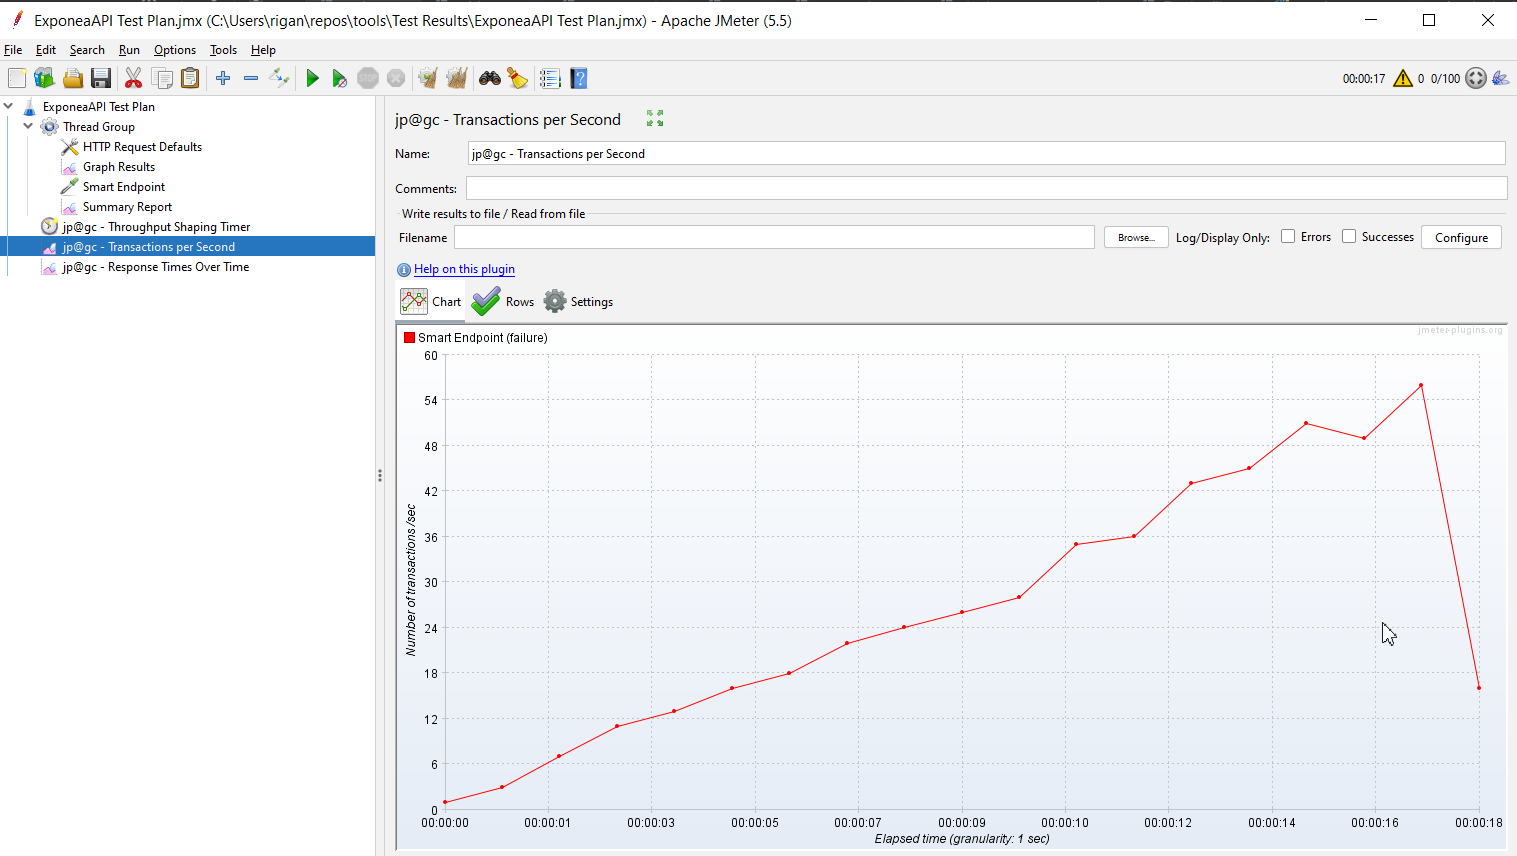 ExponeaAPI Test Plan.jmx (C:\Users\rigan\repos\tools\Test Results\ExponeaAPI Test Plan.jmx) - Apache JMeter (5.5)
File Edit Search Run Options Tools Help
STOP
00:00:17 0 0/100
ExponeaAPI Test Plan
Thread Group
HTTP Request Defaults
Graph Results
Smart Endpoint
Summary Report
jp@gc - Throughput Shaping Timer
jp@gc - Transactions per Second
jp@gc - Response Times Over Time
jp@gc - Transactions per Second
Name: jp@gc - Transactions per Second
Comments:
Write results to file / Read from file
Filename Browse... Log/Display Only: Errors Successes Configure
Help on this plugin
Chart Rows Settings
jmeter-plugins.org
Smart Endpoint (failure)
60
54
48
42
36
30
24
18
12
6
0
Number of transactions /sec
00:00:00 00:00:01 00:00:03 00:00:05 00:00:07 00:00:09 00:00:10 00:00:12 00:00:14 00:00:16 00:00:18
Elapsed time (granularity: 1 sec)